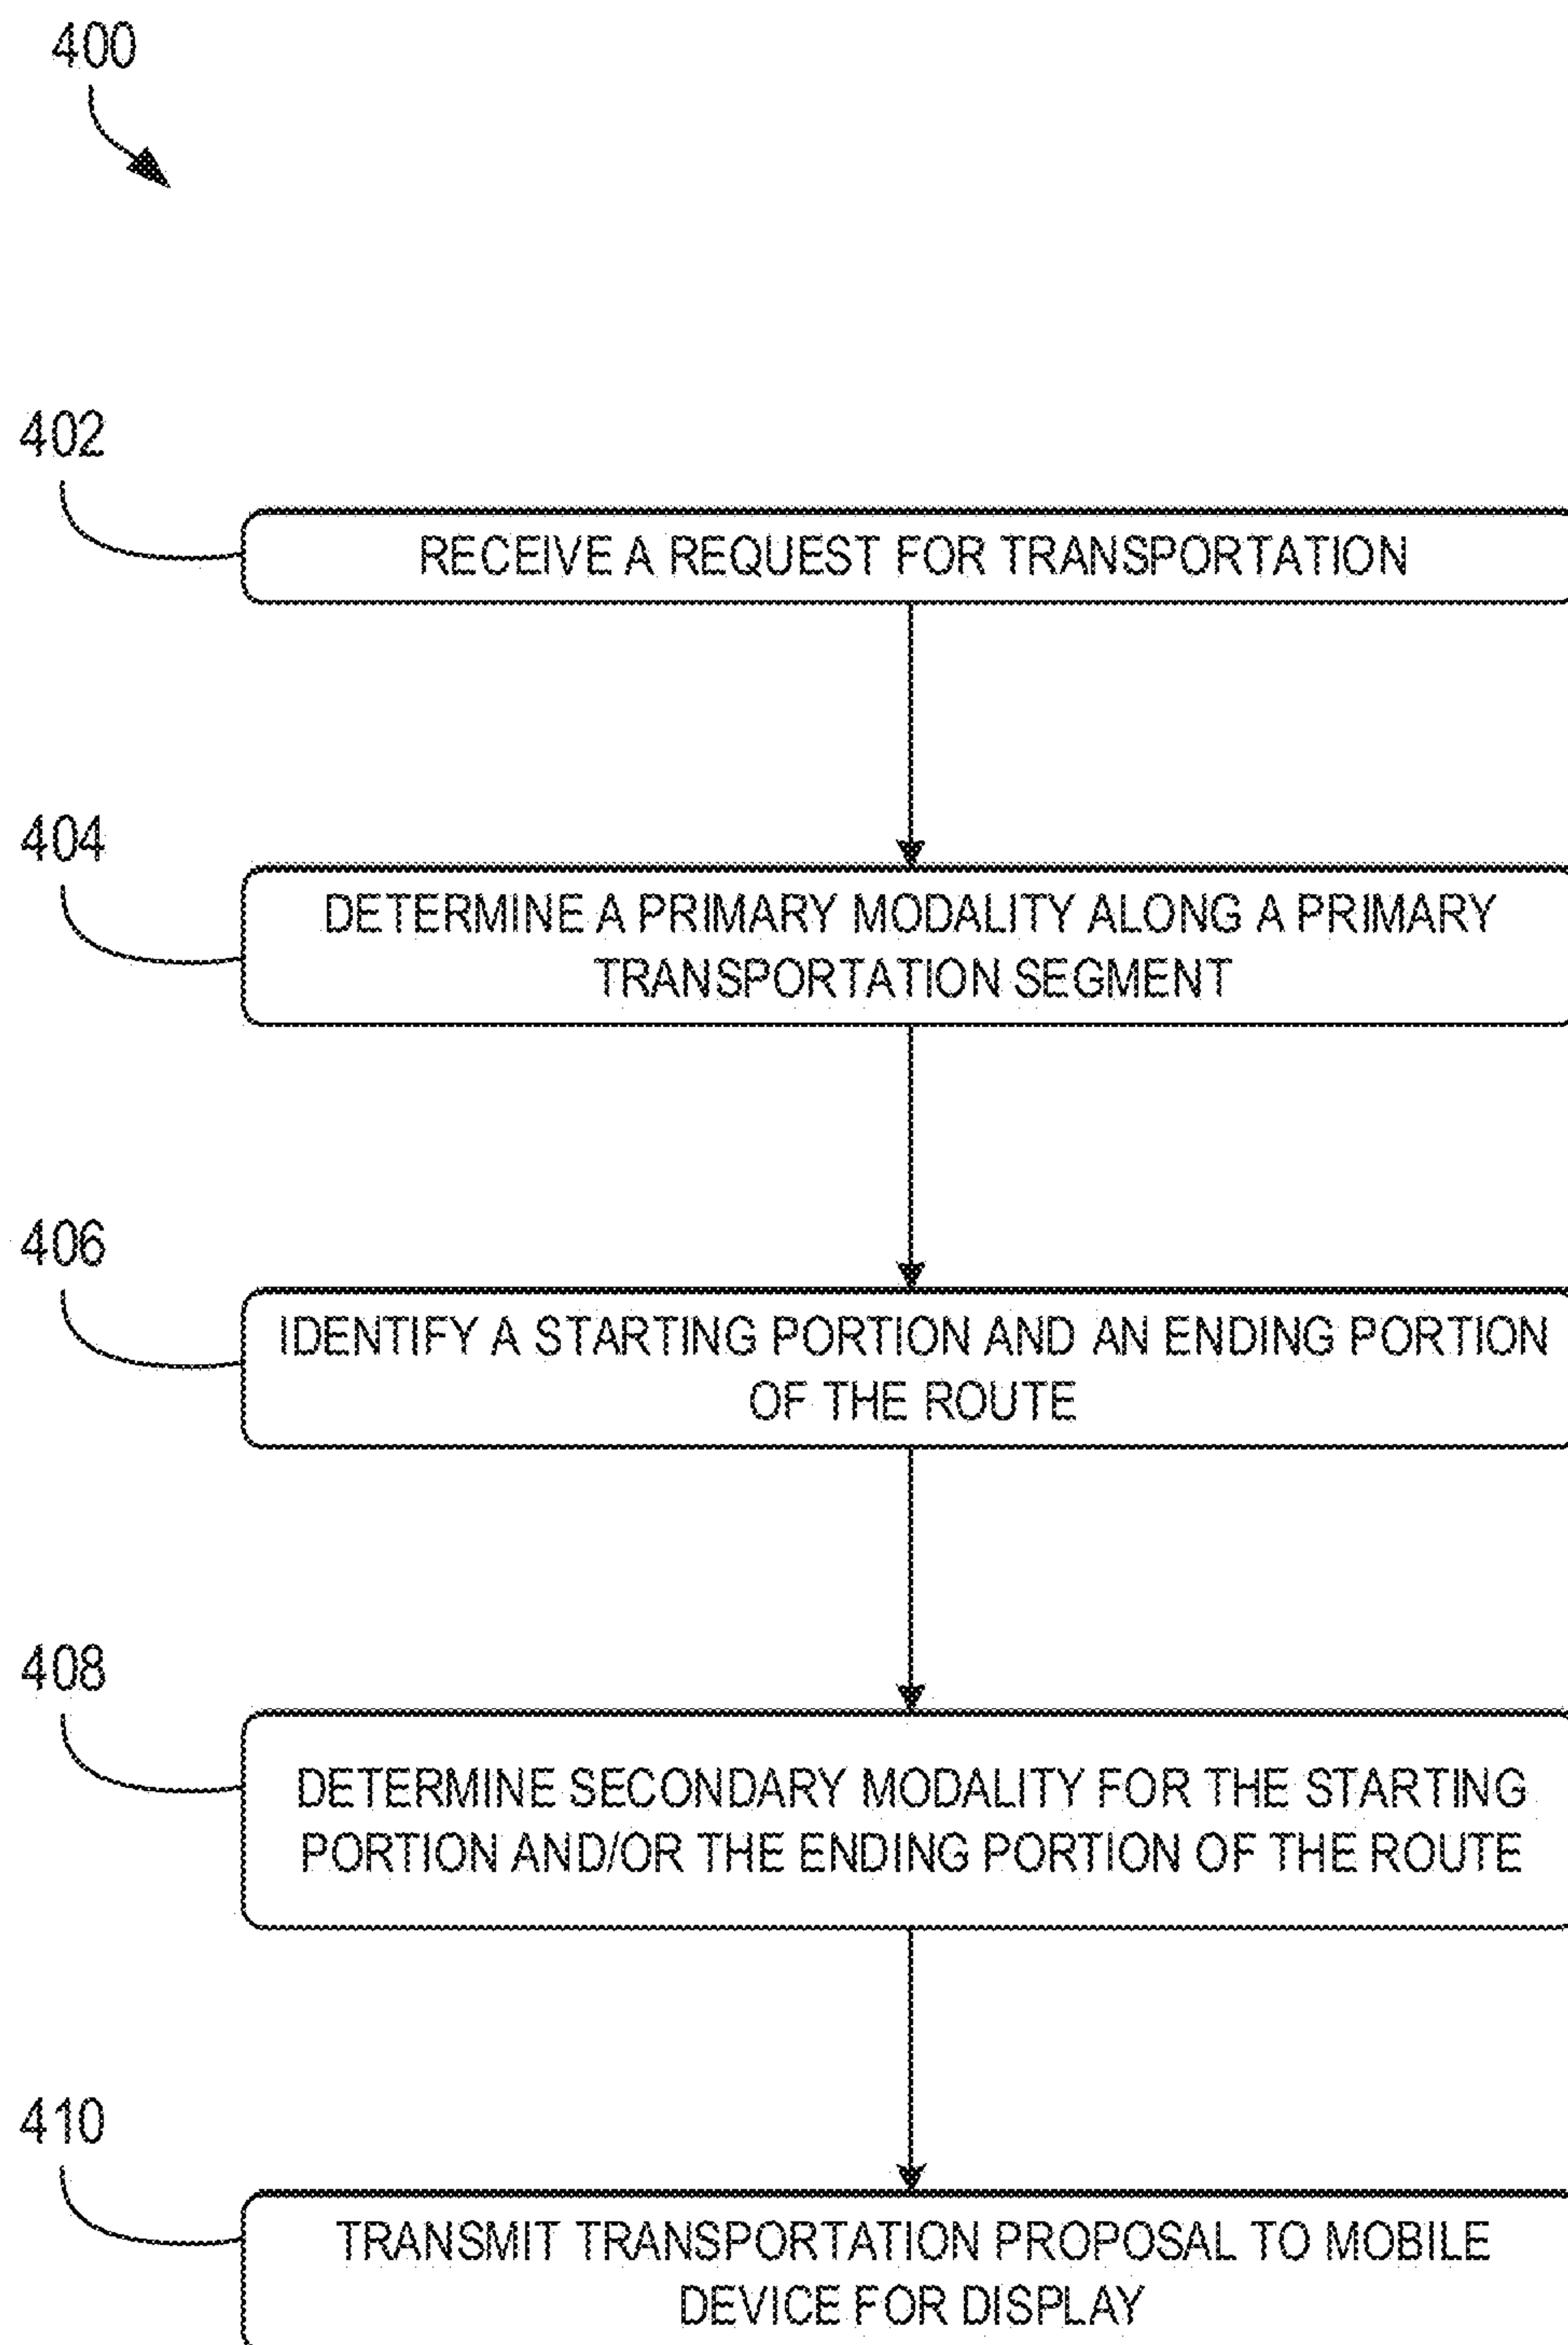 400
402
RECEIVE A REQUEST FOR TRANSPORTATION
404
DETERMINE A PRIMARY MODALITY ALONG A PRIMARY
TRANSPORTATION SEGMENT
406
IDENTIFY A STARTING PORTION AND AN ENDING PORTION
OF THE ROUTE
408
DETERMINE SECONDARY MODALITY FOR THE STARTING
PORTION AND/OR THE ENDING PORTION OF THE ROUTE
410
TRANSMIT TRANSPORTATION PROPOSAL TO MOBILE
DEVICE FOR DISPLAY